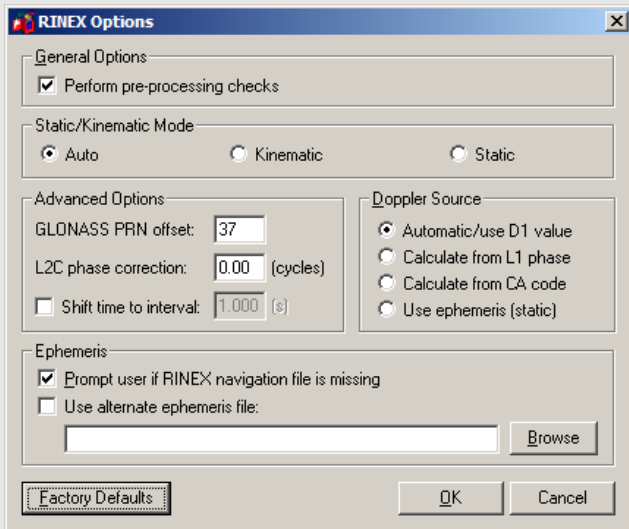 RINEX Options
General Options
Perform pre-processing checks
Static/Kinematic Mode
Auto Kinematic Static
Advanced Options
GLONASS PRN offset: 37
L2C phase correction: 0.00 (cycles)
Shift time to interval: 1.000 (s)
Doppler Source
Automatic/use D1 value
Calculate from L1 phase
Calculate from CA code
Use ephemeris (static)
Ephemeris
Prompt user if RINEX navigation file is missing
Use alternate ephemeris file:
Browse
Factory Defaults OK Cancel